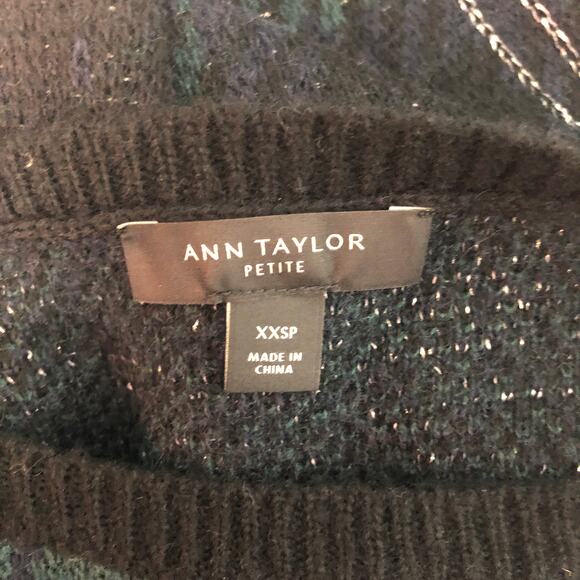 ANN TAYLOR
PETITE
XXSP
MADE IN
CHINA